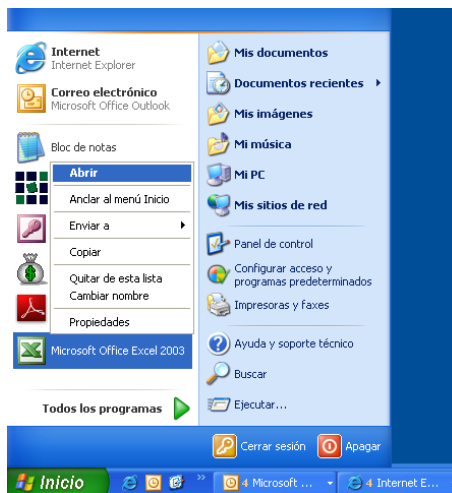 Internet
Internet Explorer
Correo electrónico
Microsoft Office Outlook
Bloc de notas
Abrir
Anclar al menú Inicio
Enviar a
Copiar
Quitar de esta lista
Cambiar nombre
Propiedades
Microsoft Office Excel 2003
Todos los programas
Mis documentos
Documentos recientes
Mis imágenes
Mi música
Mi PC
Mis sitios de red
Panel de control
Configurar acceso y
programas predeterminados
Impresoras y faxes
Ayuda y soporte técnico
Buscar
Ejecutar...
Cerrar sesión
Apagar
Inicio
4 Microsoft ...
4 Internet E...